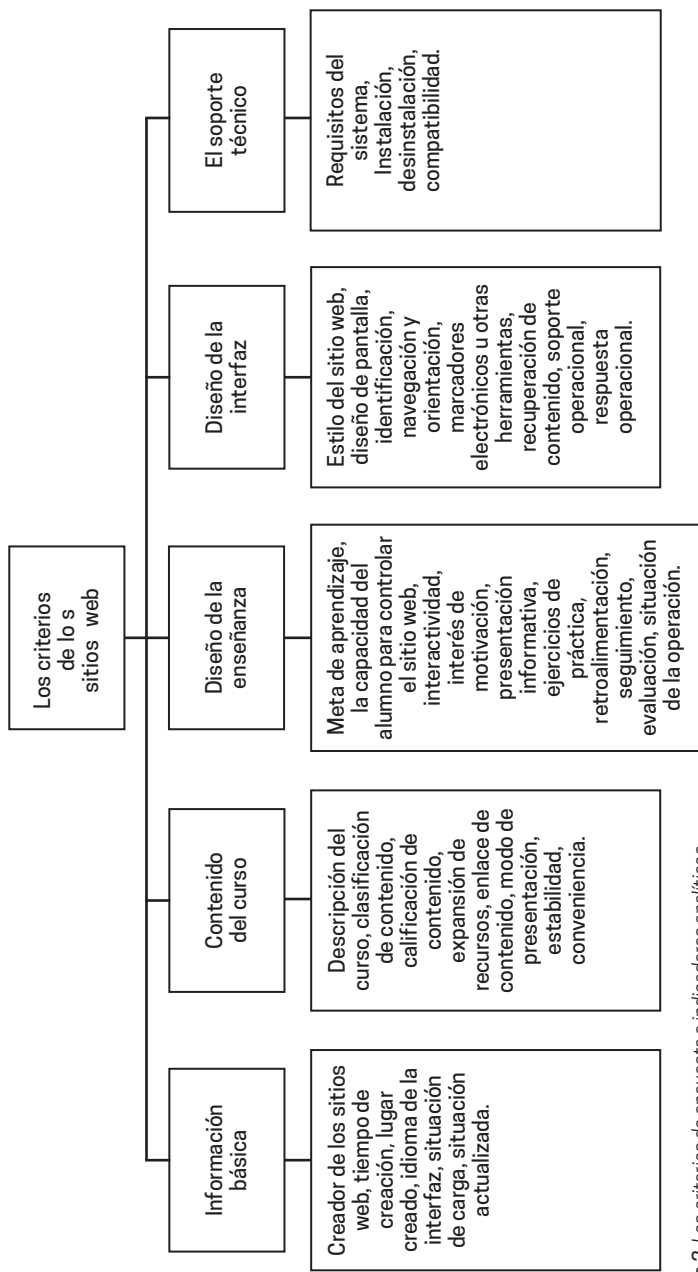 Los criterios
de lo s
sitios web
Información
básica
Contenido
del curso
Diseño de la
enseñanza
Diseño de la
interfaz
El soporte
técnico
Creador de los sitios
web, tiempo de
creación, lugar
creado, idioma de la
interfaz, situación
de carga, situación
actualizada.
Descripción del
curso, clasificación
de contenido,
calificación de
contenido,
expansión de
recursos, enlace de
contenido, modo de
presentación,
estabilidad,
conveniencia.
Meta de aprendizaje,
la capacidad del
alumno para controlar
el sitio web,
interactividad,
interés de
motivación,
presentación
informativa,
ejercicios de
práctica,
retroalimentación,
seguimiento,
evaluación, situación
de la operación.
Estilo del sitio web,
diseño de pantalla,
identificación,
navegación y
orientación,
marcadores
electrónicos u otras
herramientas,
recuperación de
contenido, soporte
operacional,
respuesta
operacional.
Requisitos del
sistema,
Instalación,
desinstalación,
compatibilidad.
2. Los criterios de encuesta e indicadores analíticos